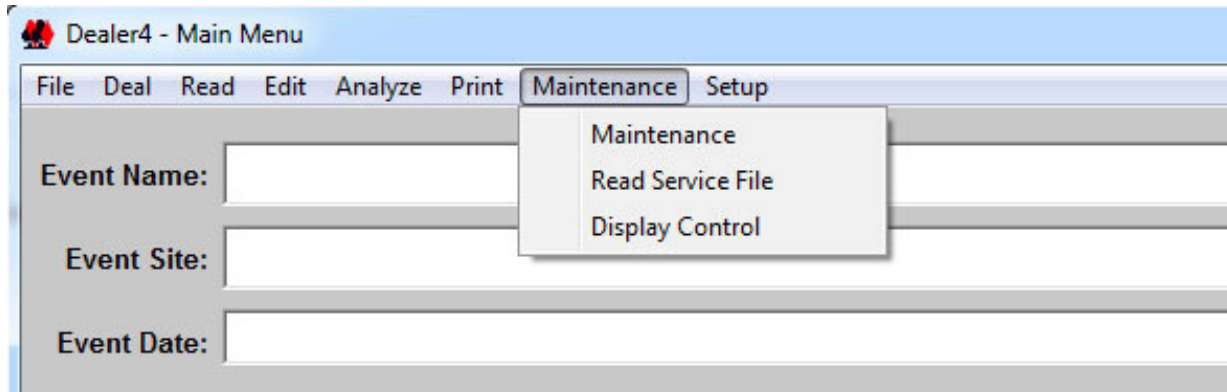 Dealer4 - Main Menu
File Deal Read Edit Analyze Print Maintenance Setup
Maintenance
Read Service File
Display Control
Event Name:
Event Site:
Event Date: